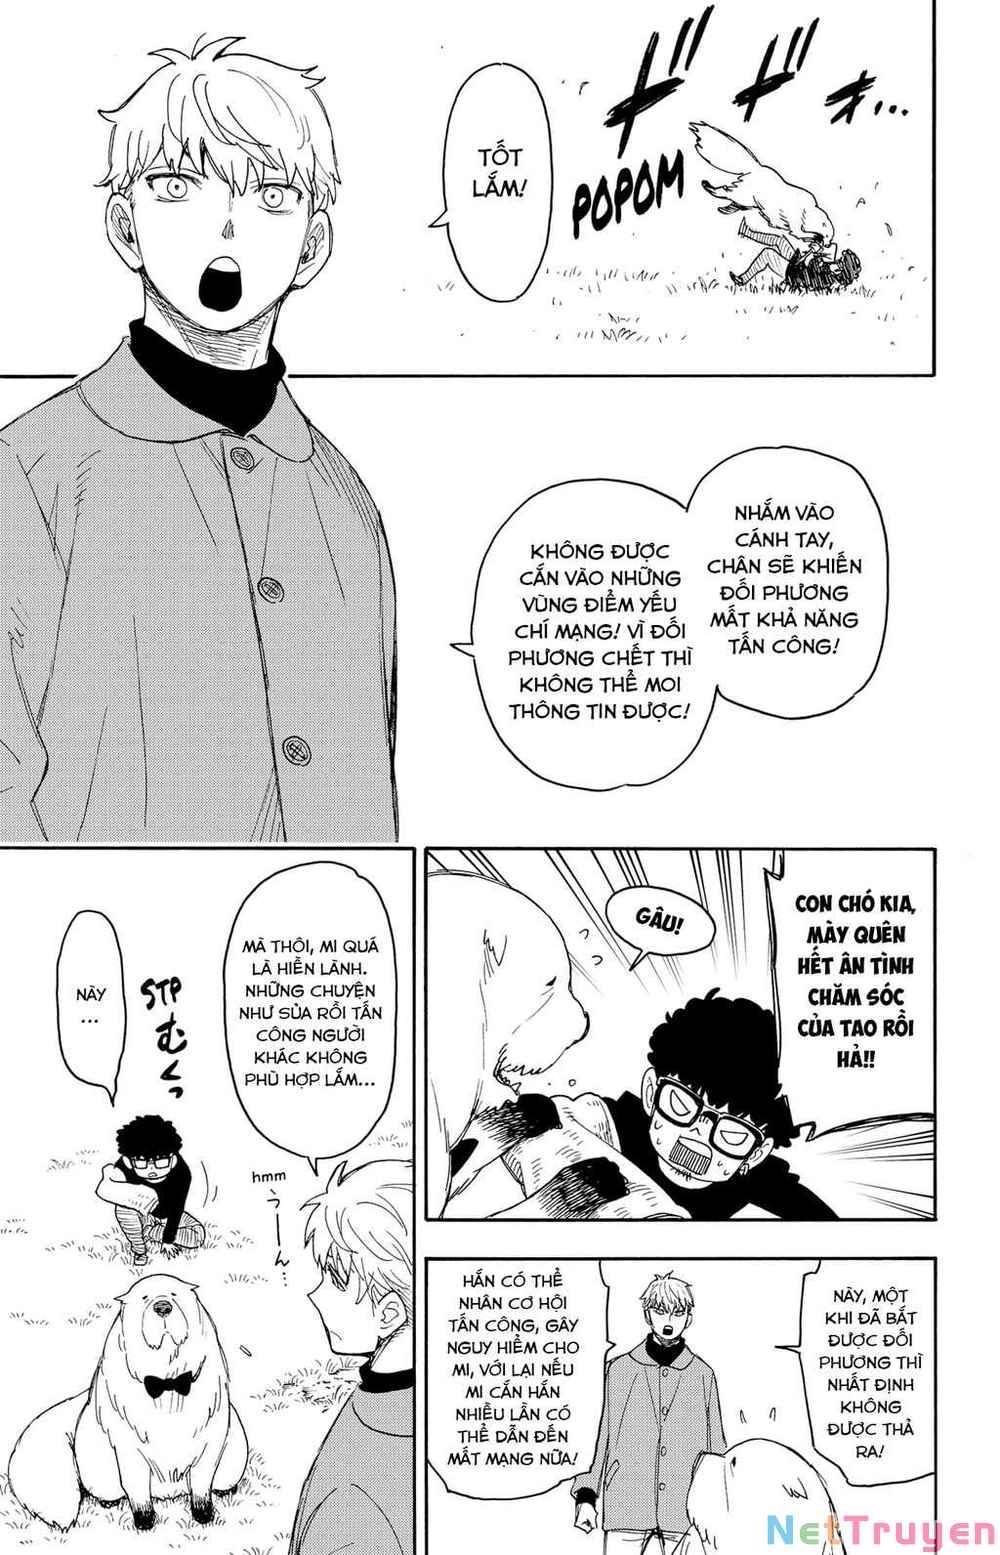 ドドオ...
POPOM
TỐT
LẮM!
NHẮM VÀO
CÁNH TAY,
CHÂN SẼ KHIẾN
ĐỐI PHƯƠNG
MẤT KHẢ NĂNG
TẤN CÔNG!
KHÔNG ĐƯỢC
CẮN VÀO NHỮNG
VÙNG ĐIỂM YẾU
CHÍ MẠNG! VÌ ĐỐI
PHƯƠNG CHẾT THÌ
KHÔNG THỂ MOI
THÔNG TIN ĐƯỢC!
CON CHÓ KIA,
MÀY QUÊN
HẾT ÂN TÌNH
CHĂM SÓC
CỦA TAO RỒI
HẢ!!
GÂU!
NÀY, MỘT
KHI ĐÃ BẮT
ĐƯỢC ĐỐI
PHƯƠNG THÌ
NHẤT ĐỊNH
KHÔNG
ĐƯỢC THẢ
RA!
HẮN CÓ THỂ
NHÂN CƠ HỘI
TẤN CÔNG, GÂY
NGUY HIỂM CHO
MI, VỚI LẠI NẾU
MI CẮN HẮN
NHIỀU LẦN CÓ
THỂ DẪN ĐẾN
MẤT MẠNG NỮA!
MÀ THÔI, MI QUÁ
LÀ HIỀN LÀNH.
NHỮNG CHUYỆN
NHƯ SỦA RỒI TẤN
CÔNG NGƯỜI
KHÁC KHÔNG
PHÙ HỢP LẮM...
hmm
うーーん...
STP
むくっ
NÀY
...
NetTruyen